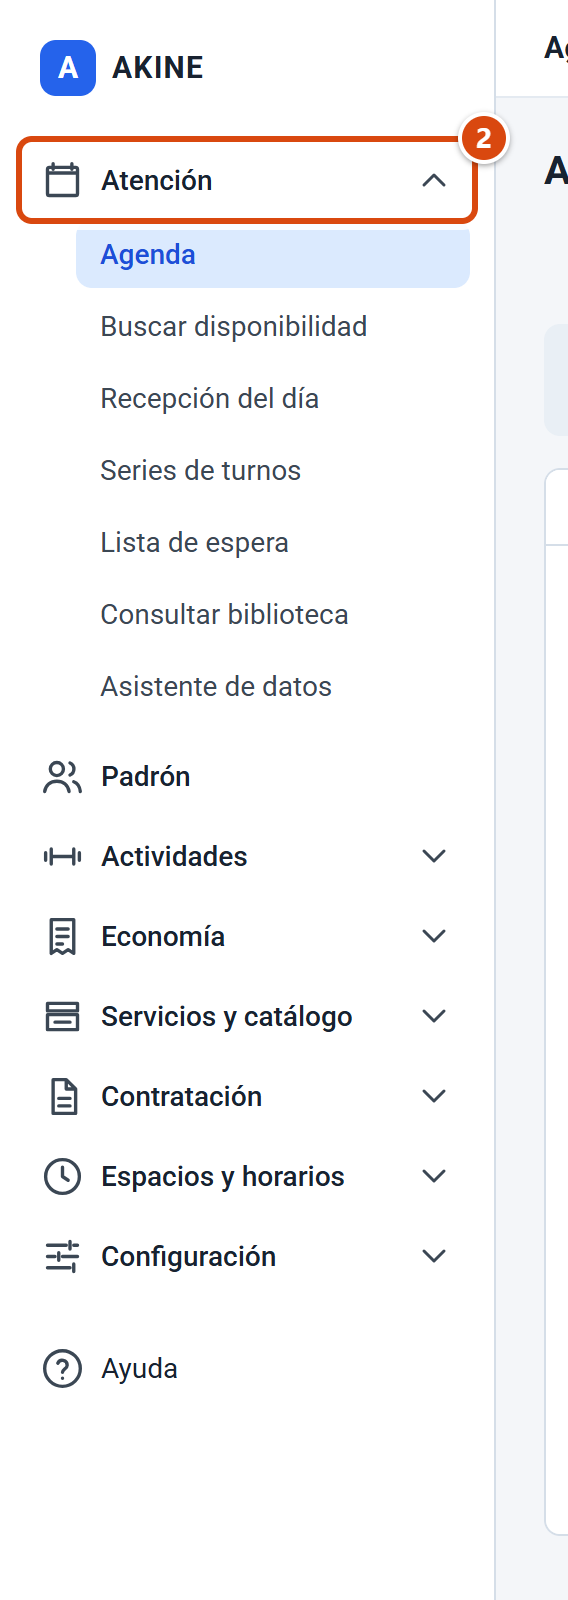 A AKINE
2
Atención
Agenda
Buscar disponibilidad
Recepción del día
Series de turnos
Lista de espera
Consultar biblioteca
Asistente de datos
Padrón
Actividades
Economía
Servicios y catálogo
Contratación
Espacios y horarios
Configuración
Ayuda
Ag
A